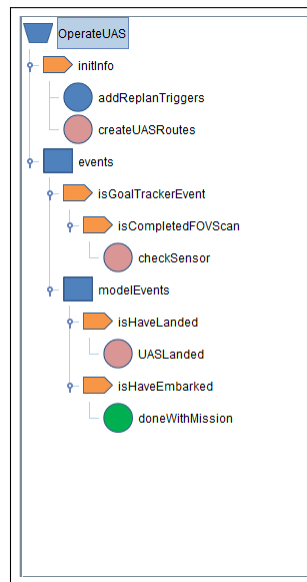 OperateUAS
initInfo
addReplanTriggers
createUASRoutes
events
isGoalTrackerEvent
isCompletedFOVScan
checkSensor
modelEvents
isHaveLanded
UASLanded
isHaveEmbarked
doneWithMission